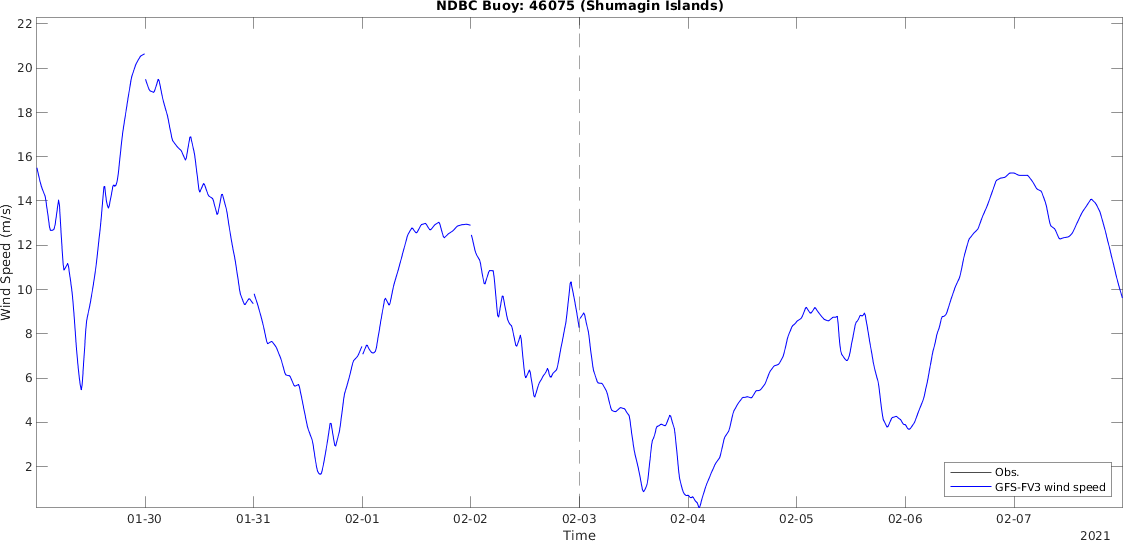 NDBC Buoy: 46075 (Shumagin Islands)
22
20
18
16
14
12
10
8
6
4
2
Wind Speed (m/s)
Obs.
GFS-FV3 wind speed
01-30 01-31 02-01 02-02 02-03 02-04 02-05 02-06 02-07
Time
2021